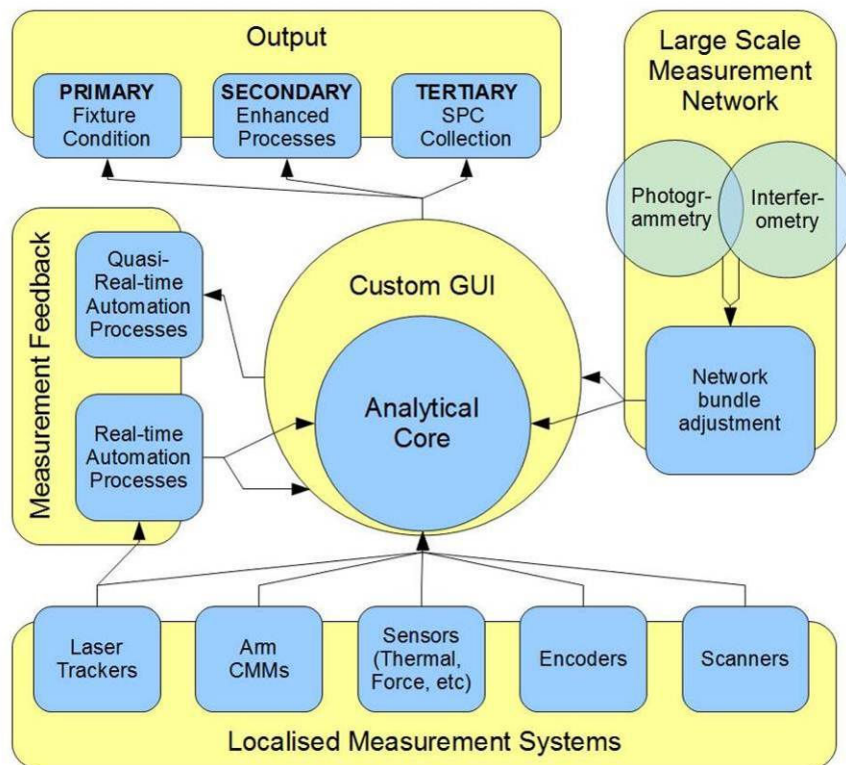 Output
PRIMARY
Fixture
Condition
SECONDARY
Enhanced
Processes
TERTIARY
SPC
Collection
Large Scale
Measurement
Network
Photogr-
ammetry
Interfer-
ometry
Network
bundle
adjustment
Measurement Feedback
Quasi-
Real-time
Automation
Processes
Real-time
Automation
Processes
Custom GUI
Analytical
Core
Laser
Trackers
Arm
CMMs
Sensors
(Thermal,
Force, etc)
Encoders
Scanners
Localised Measurement Systems